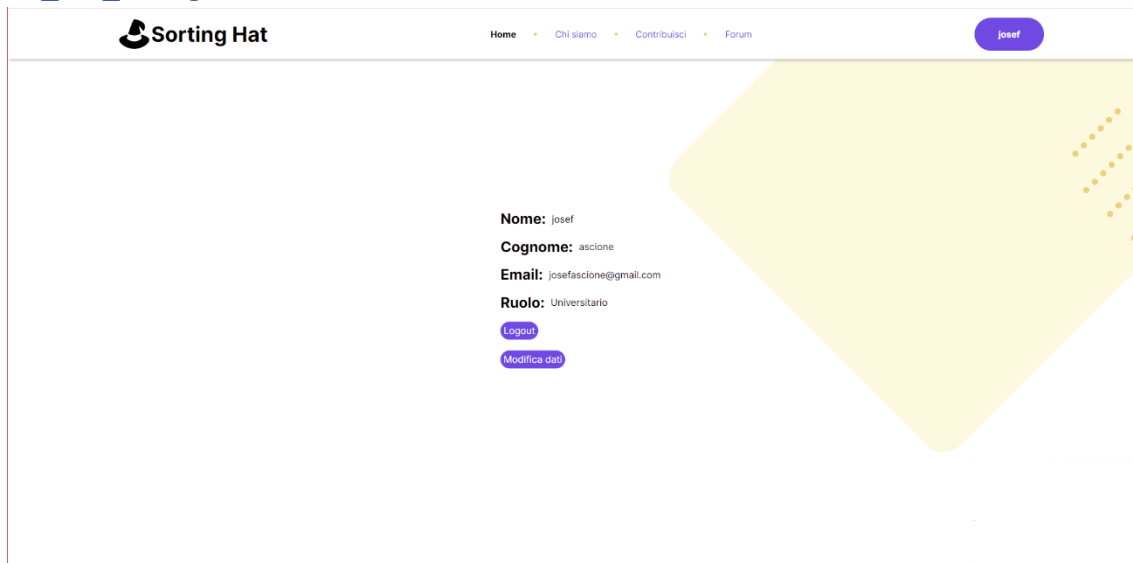 Sorting Hat
Home • Chi siamo • Contribuisci • Forum
josef
Nome: josef
Cognome: ascione
Email: josefascione@gmail.com
Ruolo: Universitario
Logout
Modifica dati